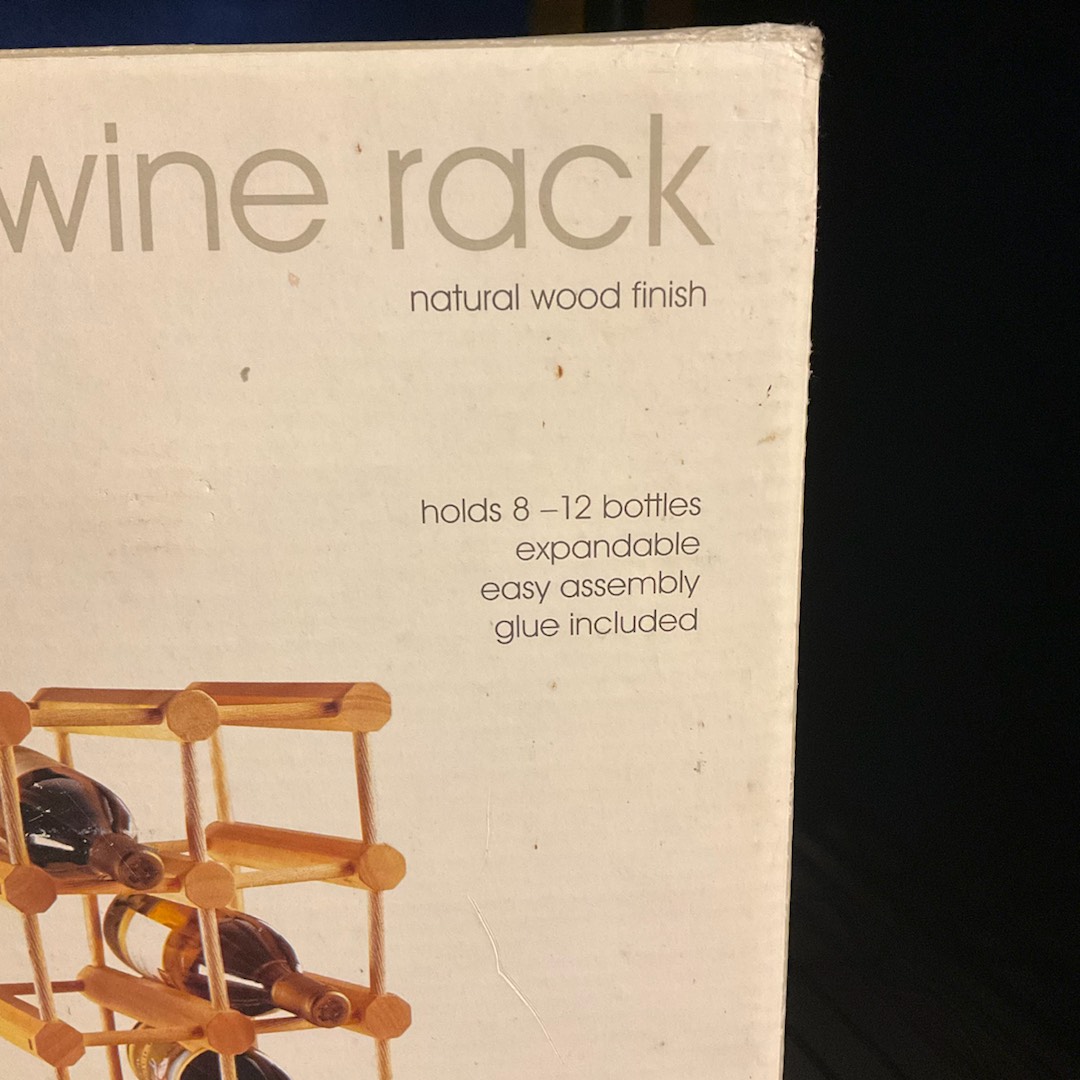 wine rack
natural wood finish
holds 8 –12 bottles
expandable
easy assembly
glue included